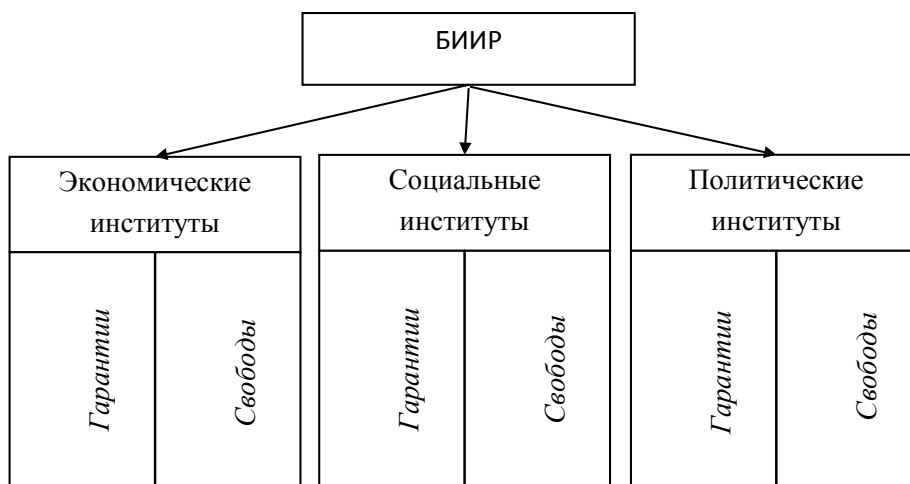 БИИР
Экономические
институты
Социальные
институты
Политические
институты
Гарантии
Свободы
Гарантии
Свободы
Гарантии
Свободы